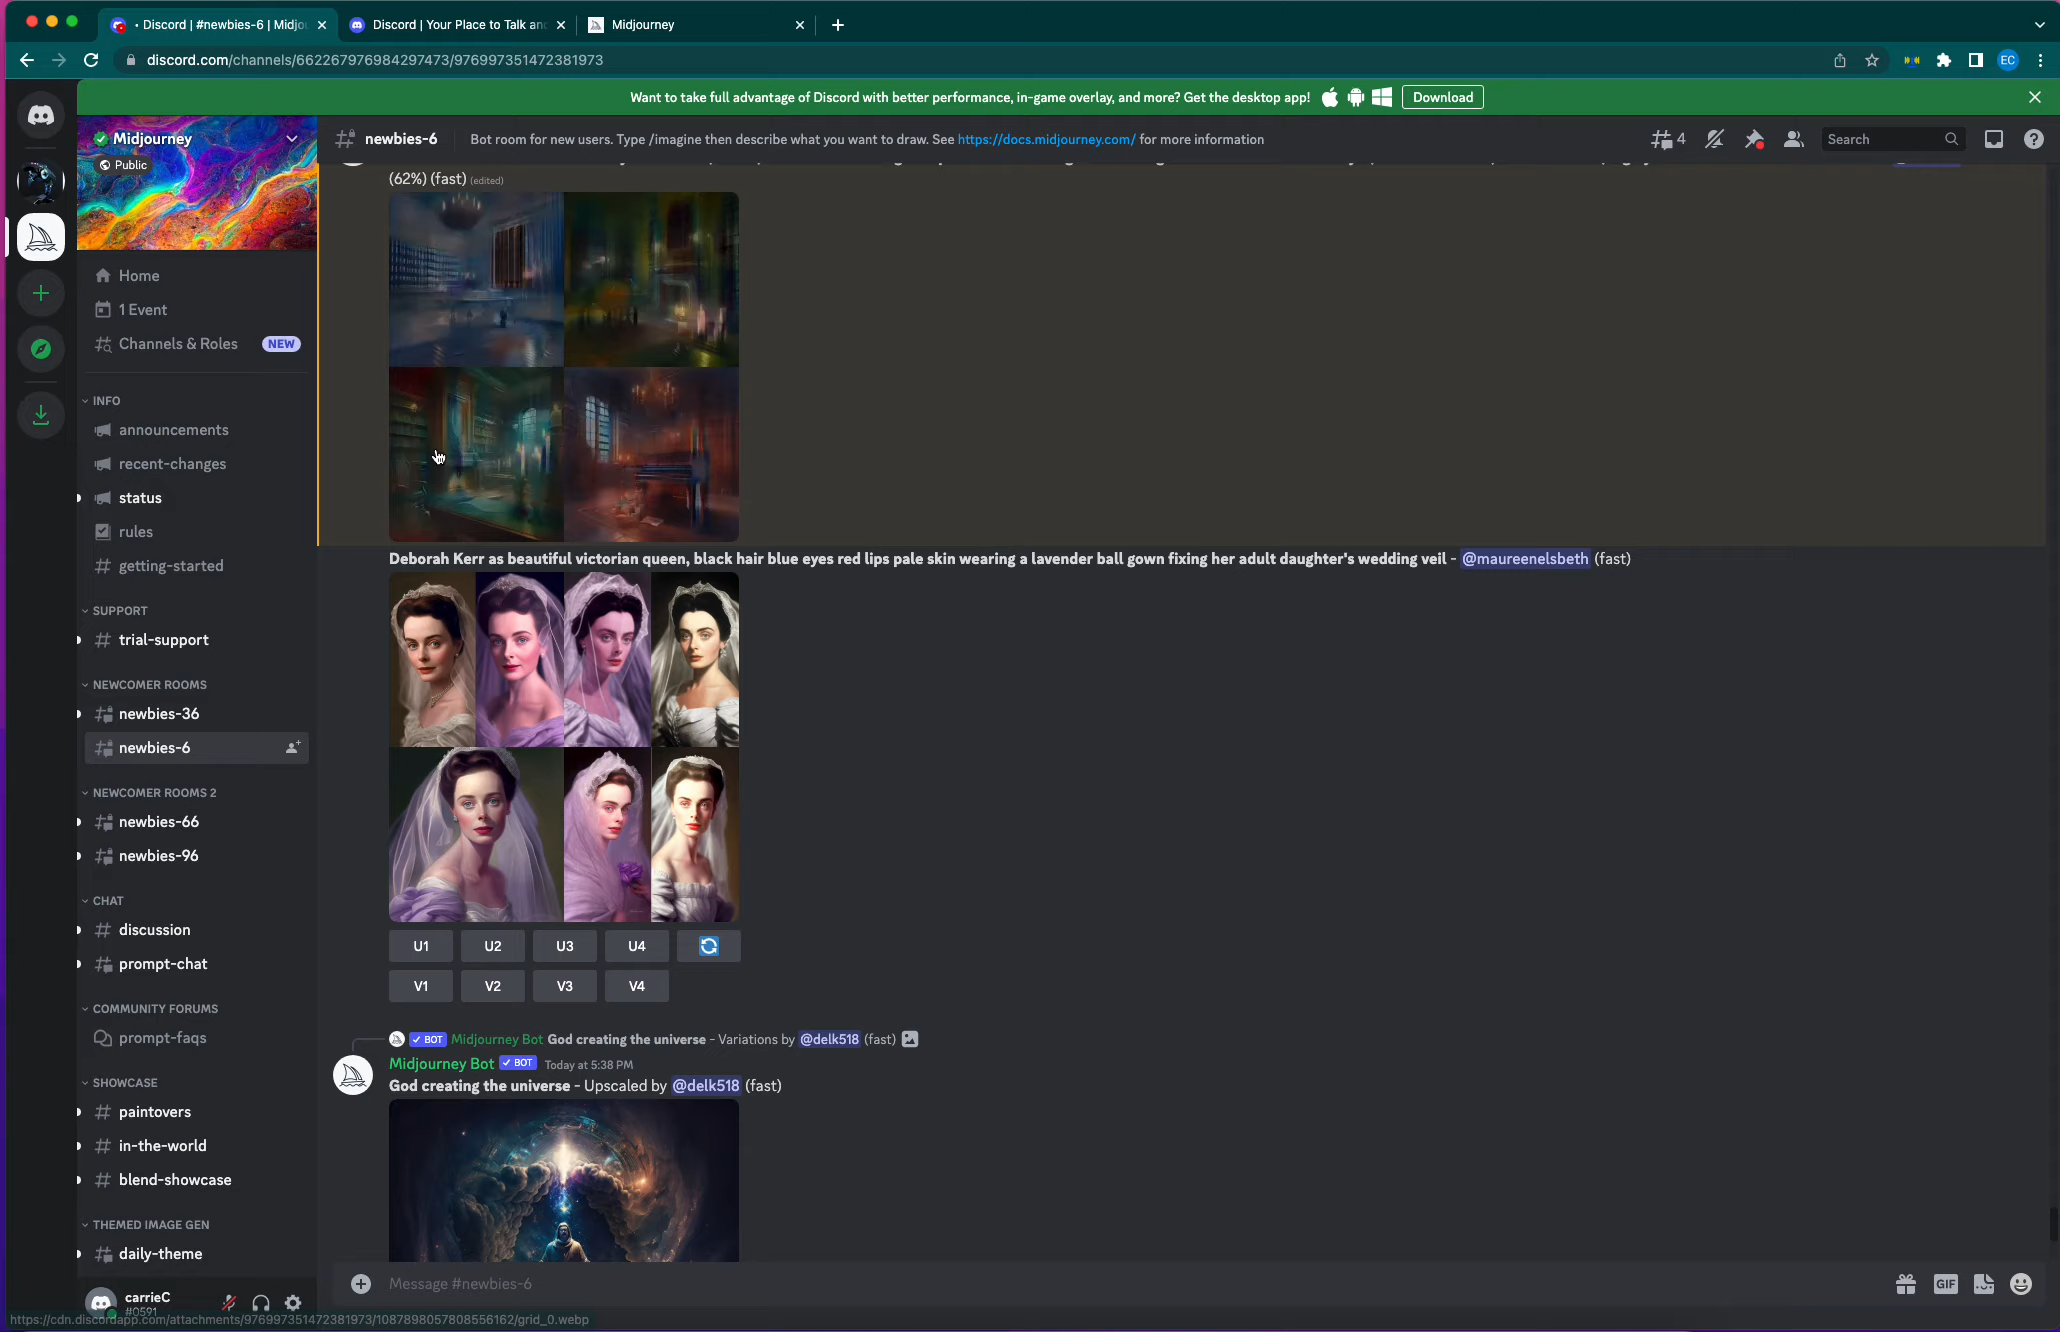 Discord | #newbies-6 | Midjo
Discord | Your Place to Talk an
Midjourney
discord.com/channels/662267976984297473/976997351472381973
EC
Want to take full advantage of Discord with better performance, in-game overlay, and more? Get the desktop app!
Download
Midjourney
Public
newbies-6
Bot room for new users. Type /imagine then describe what you want to draw. See https://docs.midjourney.com/ for more information
4
Search
Home
1 Event
Channels & Roles
NEW
INFO
announcements
recent-changes
status
rules
getting-started
SUPPORT
trial-support
NEWCOMER ROOMS
newbies-36
newbies-6
NEWCOMER ROOMS 2
newbies-66
newbies-96
CHAT
discussion
prompt-chat
COMMUNITY FORUMS
prompt-faqs
SHOWCASE
paintovers
in-the-world
blend-showcase
THEMED IMAGE GEN
daily-theme
carrieC
#0591
(62%) (fast) (edited)
Deborah Kerr as beautiful victorian queen, black hair blue eyes red lips pale skin wearing a lavender ball gown fixing her adult daughter's wedding veil - @maureenelsbeth (fast)
U1 U2 U3 U4
V1 V2 V3 V4
BOT Midjourney Bot God creating the universe - Variations by @delk518 (fast)
Midjourney Bot BOT Today at 5:38 PM
God creating the universe - Upscaled by @delk518 (fast)
Message #newbies-6
GIF
https://cdn.discordapp.com/attachments/976997351472381973/1087898057808556162/grid_0.webp